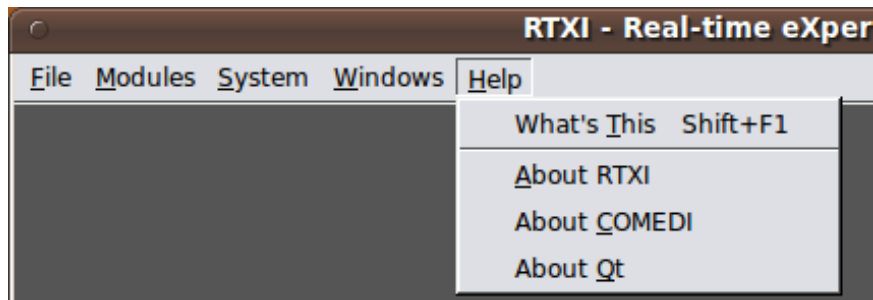 RTXI - Real-time eXper
File Modules System Windows Help
What's This Shift+F1
About RTXI
About COMEDI
About Qt